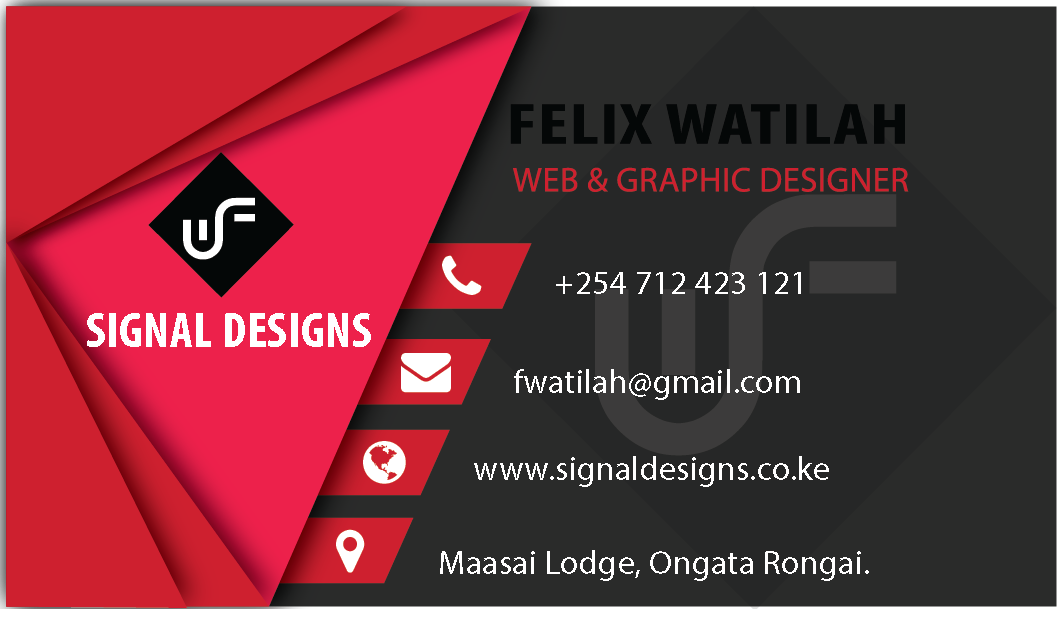 FELIX WATILAH
WEB & GRAPHIC DESIGNER
SIGNAL DESIGNS
+254 712 423 121
fwatilah@gmail.com
www.signaldesigns.co.ke
Maasai Lodge, Ongata Rongai.